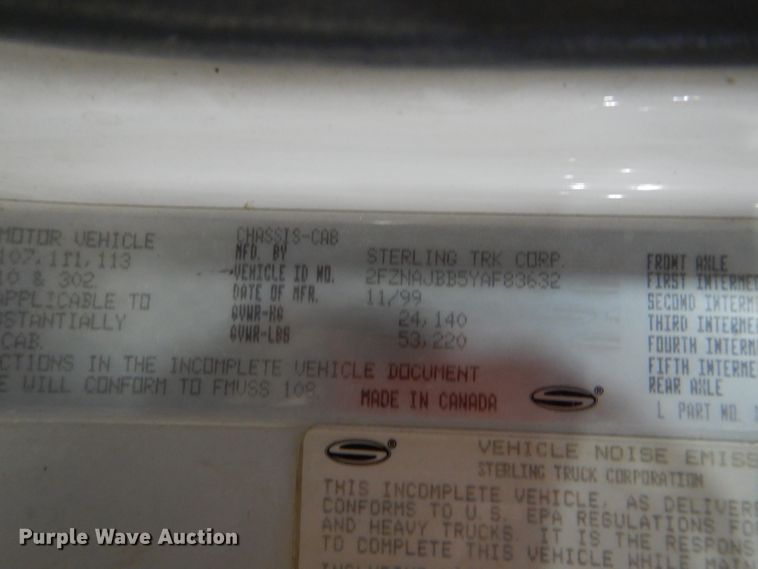 MOTOR VEHICLE
107, 111, 113
10 & 302.
APPLICABLE TO
STANTIALLY
CAB.
CHASSIS-CAB
MFD. BY STERLING TRK CORP.
VEHICLE ID NO. 2FZNAJBB5YAF83632
DATE OF MFR. 11/99
GVWR-KG 24,140
GVWR-LBS 53,220
CTIONS IN THE INCOMPLETE VEHICLE DOCUMENT
E WILL CONFORM TO FMVSS 108.
MADE IN CANADA
FRONT AXLE
FIRST INTERME
SECOND INTERM
THIRD INTERME
FOURTH INTERM
FIFTH INTERME
REAR AXLE
L PART NO.
VEHICLE NOISE EMISS
STERLING TRUCK CORPORATION
THIS INCOMPLETE VEHICLE, AS DELIVERE
CONFORMS TO U.S. EPA REGULATIONS FO
AND HEAVY TRUCKS. IT IS THE RESPONS
TO COMPLETE THIS VEHICLE WHILE MAIN
Purple Wave Auction